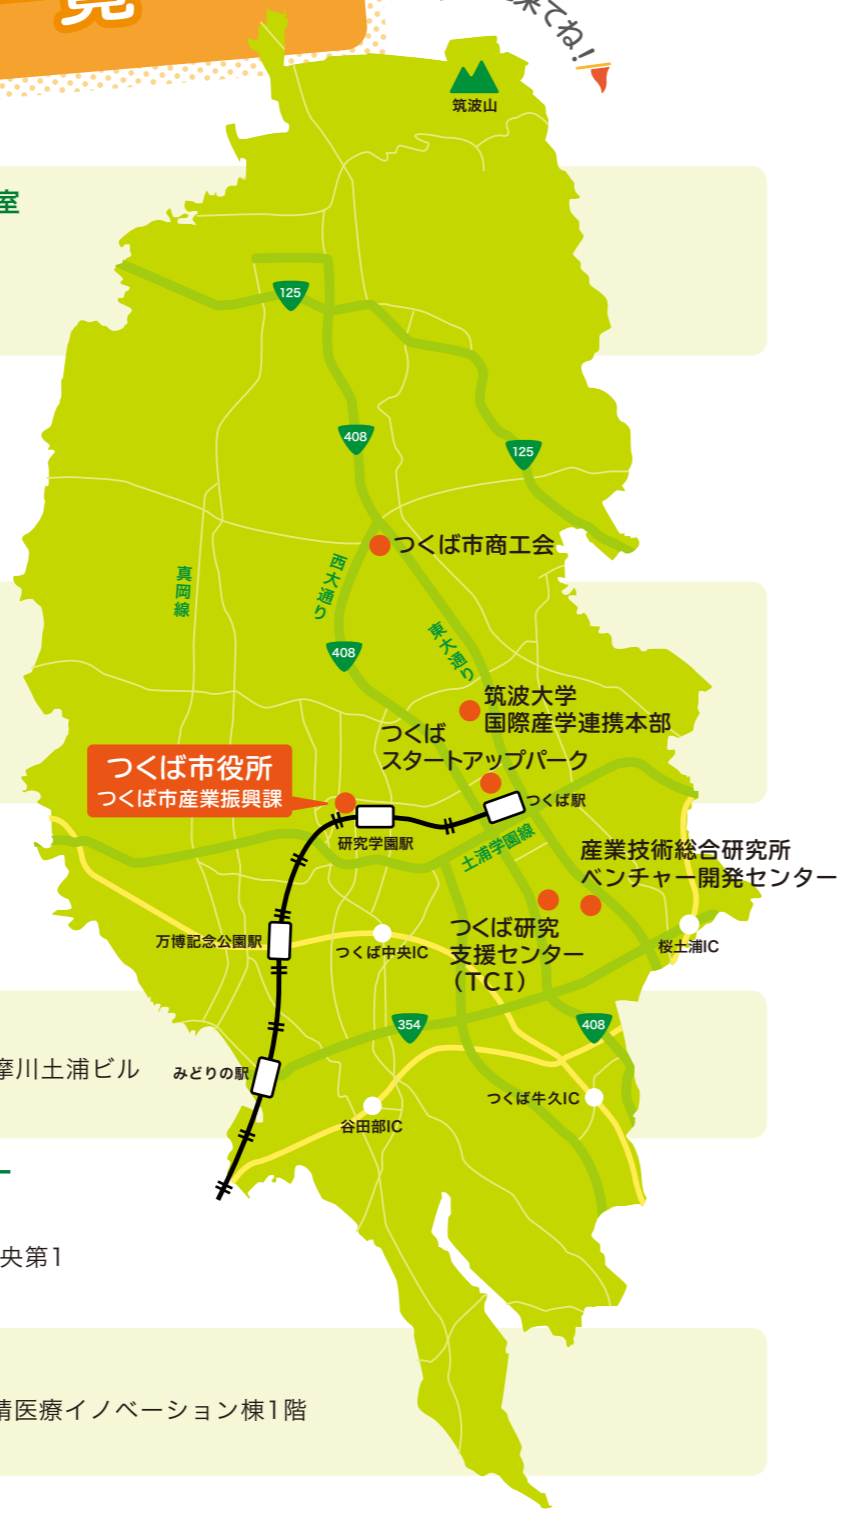 覧
来てね！
筑波山
室
125
408
125
つくば市商工会
西大通り
真岡線
東大通り
408
筑波大学
国際産学連携本部
つくば
スタートアップパーク
つくば市役所
つくば市産業振興課
つくば駅
研究学園駅
土浦学園線
産業技術総合研究所
ベンチャー開発センター
つくば研究
支援センター
（TCI）
万博記念公園駅
つくば中央IC
桜土浦IC
354
408
摩川土浦ビル
みどりの駅
つくば牛久IC
谷田部IC
ー
央第1
睛医療イノベーション棟1階